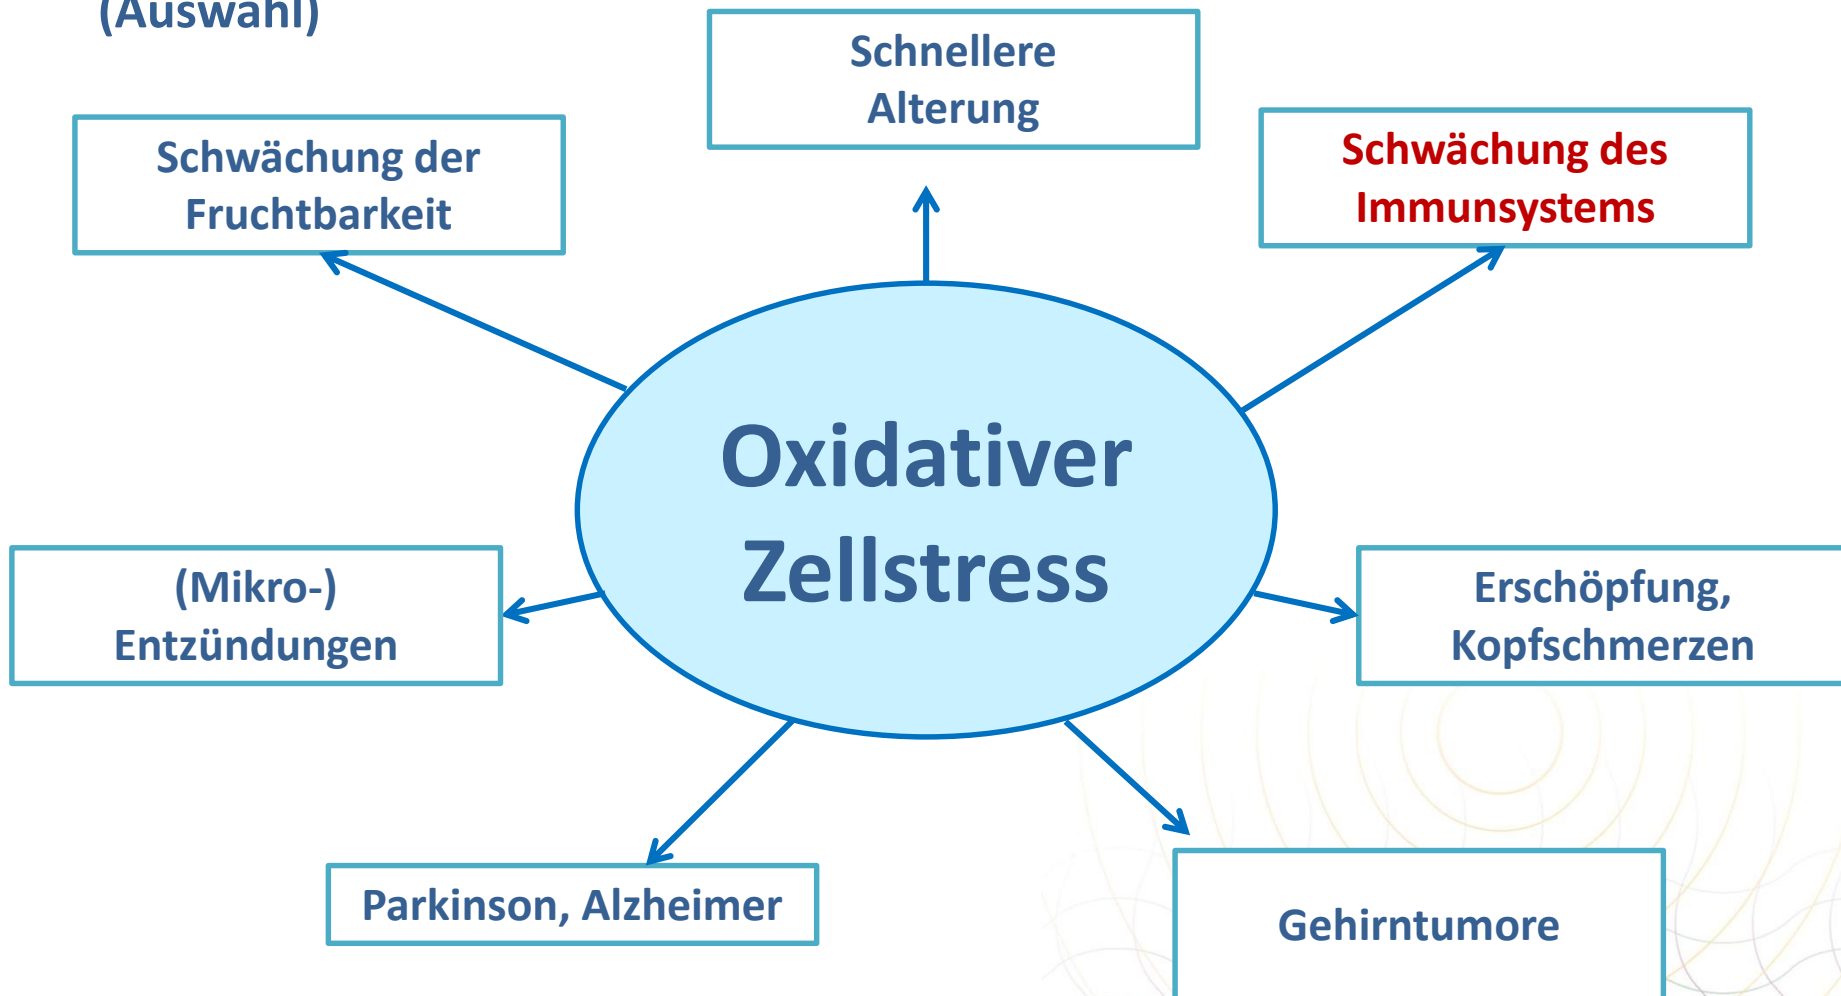 (Auswahl)
Schnellere
Alterung
Schwächung der
Fruchtbarkeit
Schwächung des
Immunsystems
Oxidativer
Zellstress
(Mikro-)
Entzündungen
Erschöpfung,
Kopfschmerzen
Parkinson, Alzheimer
Gehirntumore